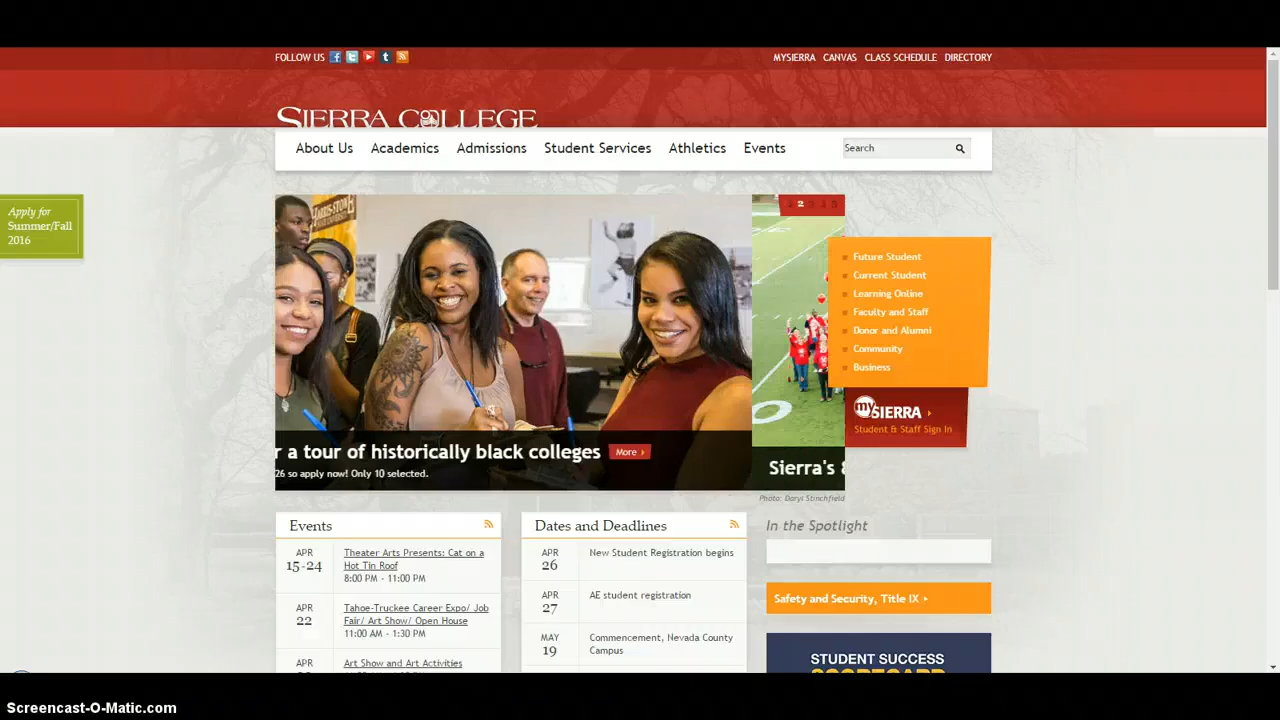 FOLLOW US
MYSIERRA CANVAS CLASS SCHEDULE DIRECTORY
SIERRA COLLEGE
About Us Academics Admissions Student Services Athletics Events
Search
Apply for
Summer/Fall
2016
HARRIS-STOWE
2
Future Student
Current Student
Learning Online
Faculty and Staff
Donor and Alumni
Community
Business
my SIERRA
Student & Staff Sign In
r a tour of historically black colleges More
26 so apply now! Only 10 selected.
Sierra's &
Photo: Daryl Stinchfield
Events
APR
15-24
Theater Arts Presents: Cat on a
Hot Tin Roof
8:00 PM - 11:00 PM
APR
22
Tahoe-Truckee Career Expo/ Job
Fair/ Art Show/ Open House
11:00 AM - 1:30 PM
APR
Art Show and Art Activities
Dates and Deadlines
APR
26
New Student Registration begins
APR
27
AE student registration
MAY
19
Commencement, Nevada County
Campus
In the Spotlight
Safety and Security, Title IX
STUDENT SUCCESS
SCORECARD
Screencast-O-Matic.com